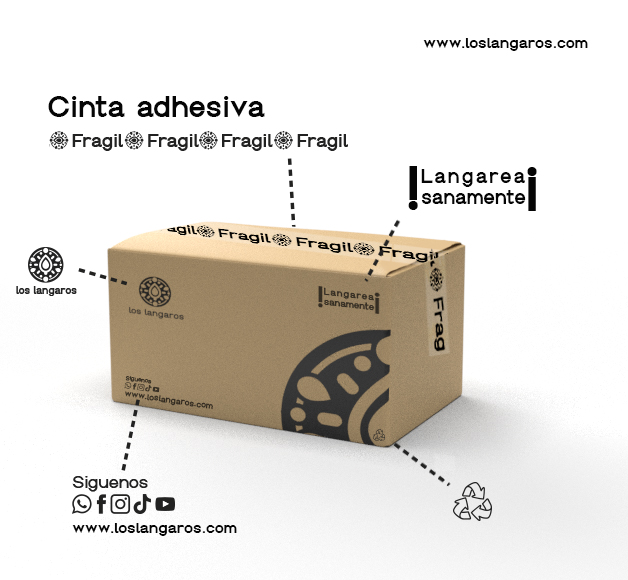 www.loslangaros.com
Cinta adhesiva
Fragil Fragil Fragil Fragil
¡Langarea
sanamente!
agil Fragil Fragil Fragil
Frag
los langaros
los langaros
¡Langarea
sanamente!
Siguenos
www.loslangaros.com
Siguenos
www.loslangaros.com